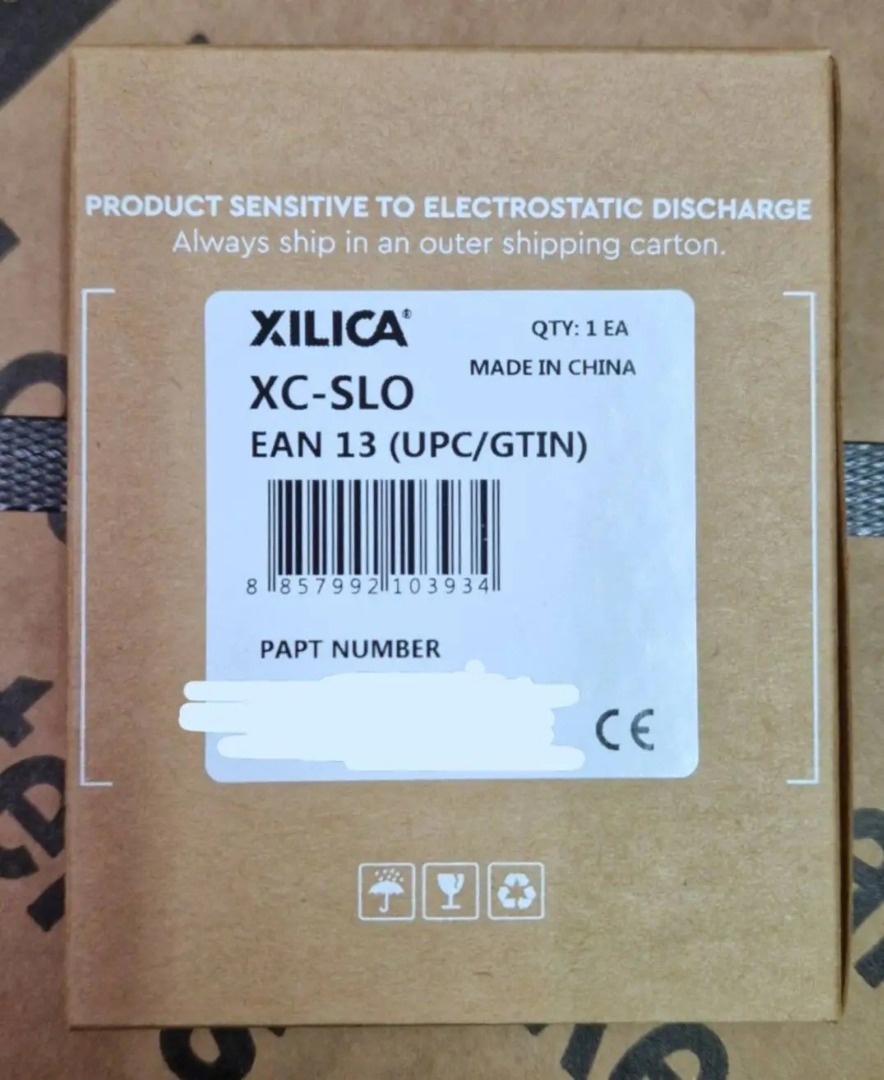 PRODUCT SENSITIVE TO ELECTROSTATIC DISCHARGE
Always ship in an outer shipping carton.
XILICA®
QTY: 1 EA
MADE IN CHINA
XC-SLO
EAN 13 (UPC/GTIN)
8 857992 103934
PAPT NUMBER
CE